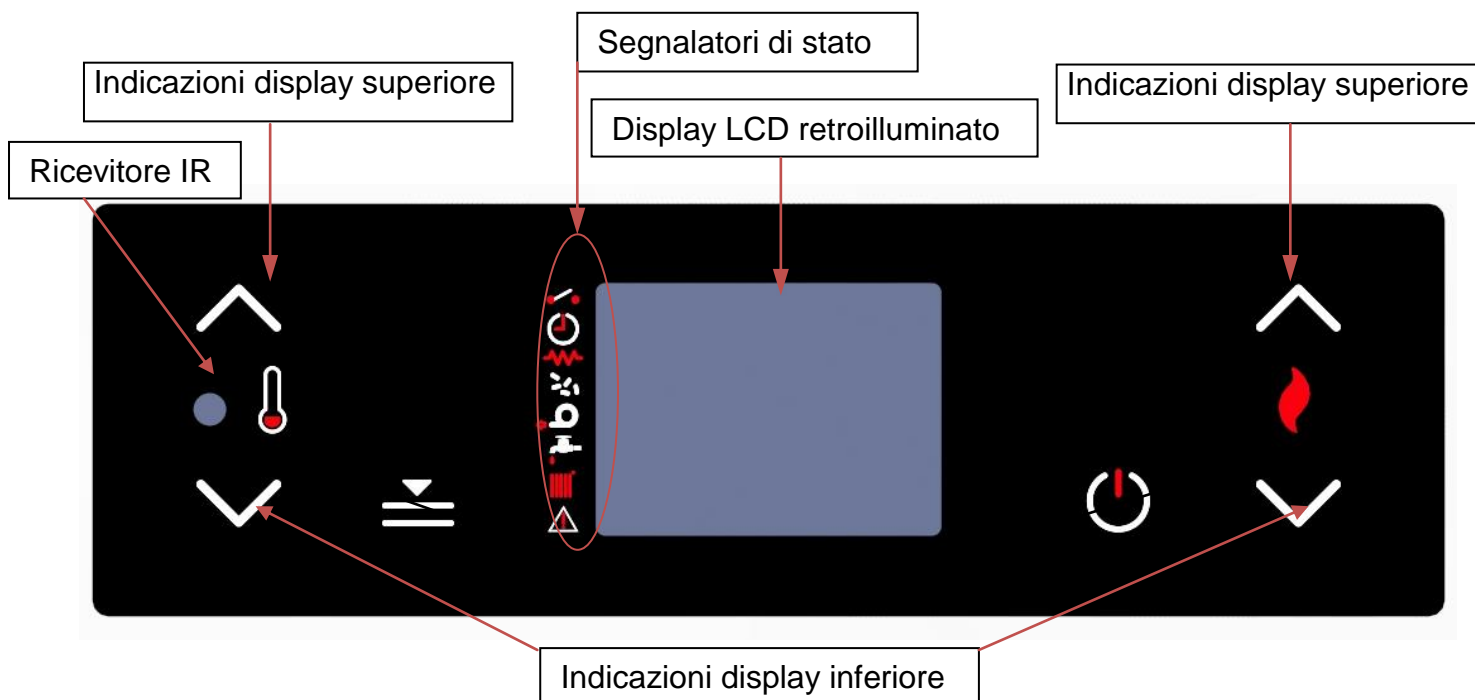 Segnalatori di stato
Indicazioni display superiore
Indicazioni display superiore
Display LCD retroilluminato
Ricevitore IR
Indicazioni display inferiore